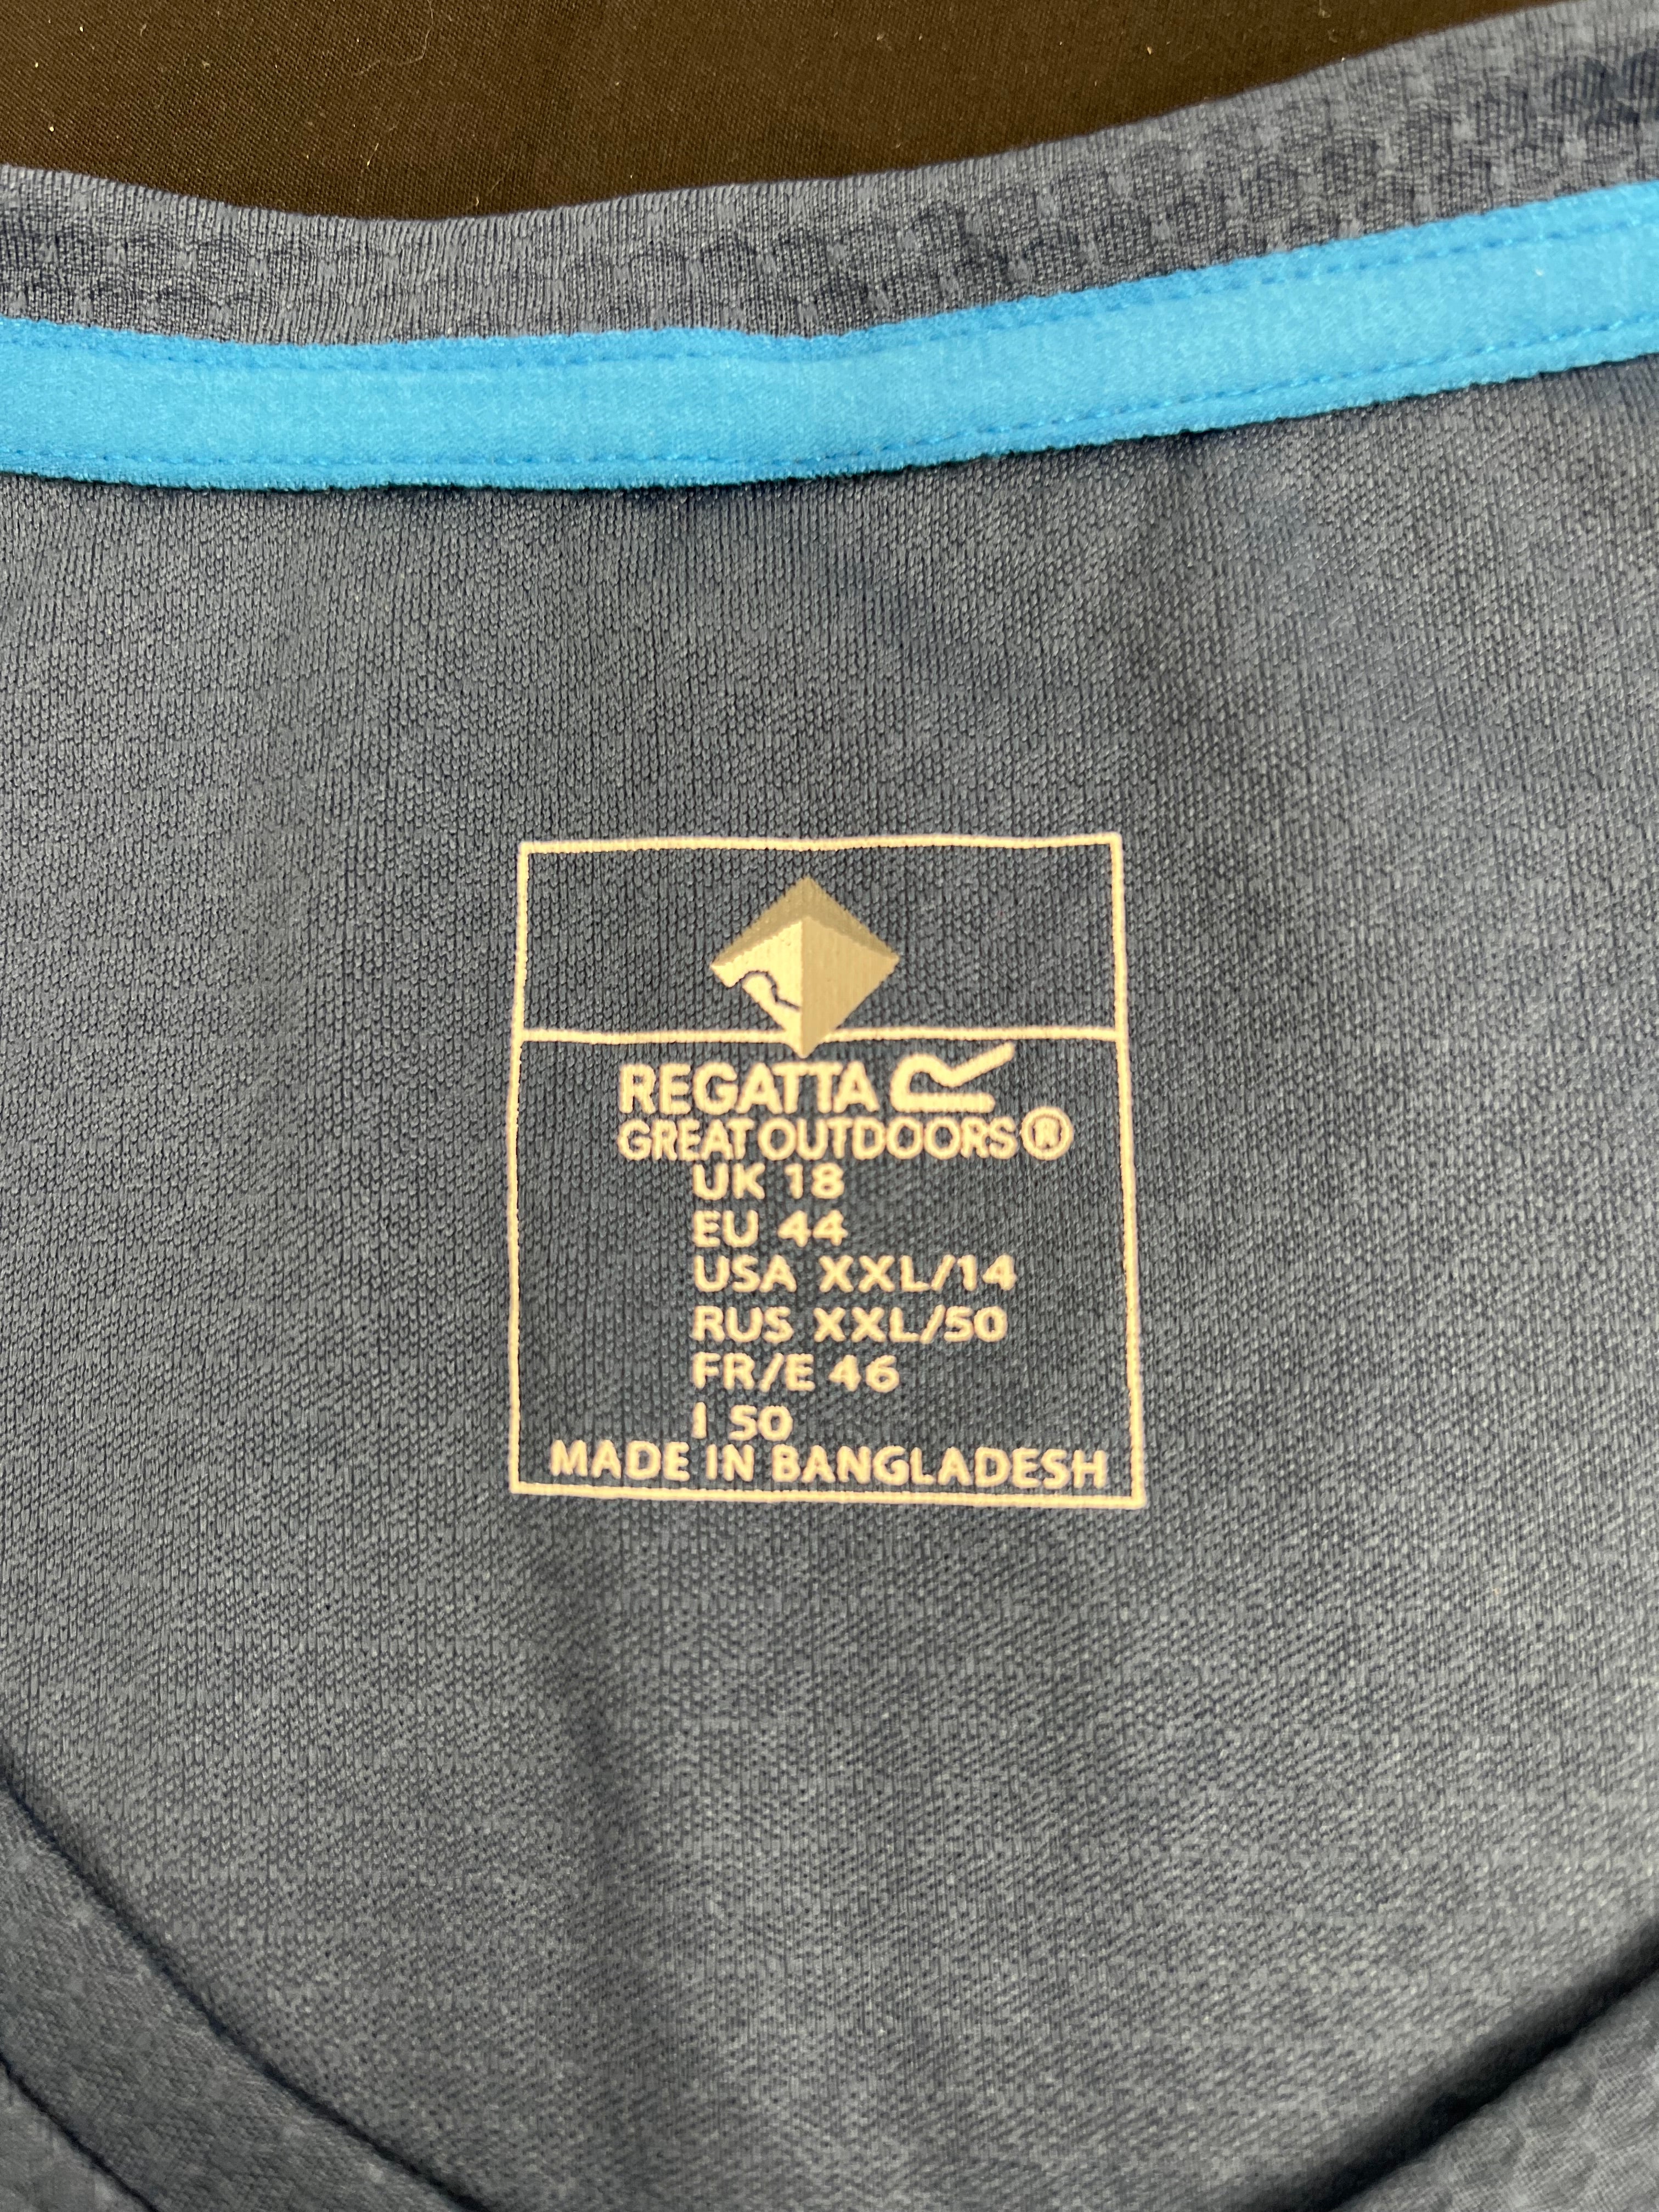 REGATTA R
GREAT OUTDOORS®
UK 18
EU 44
USA XXL/14
RUS XXL/50
FR/E 46
I 50
MADE IN BANGLADESH